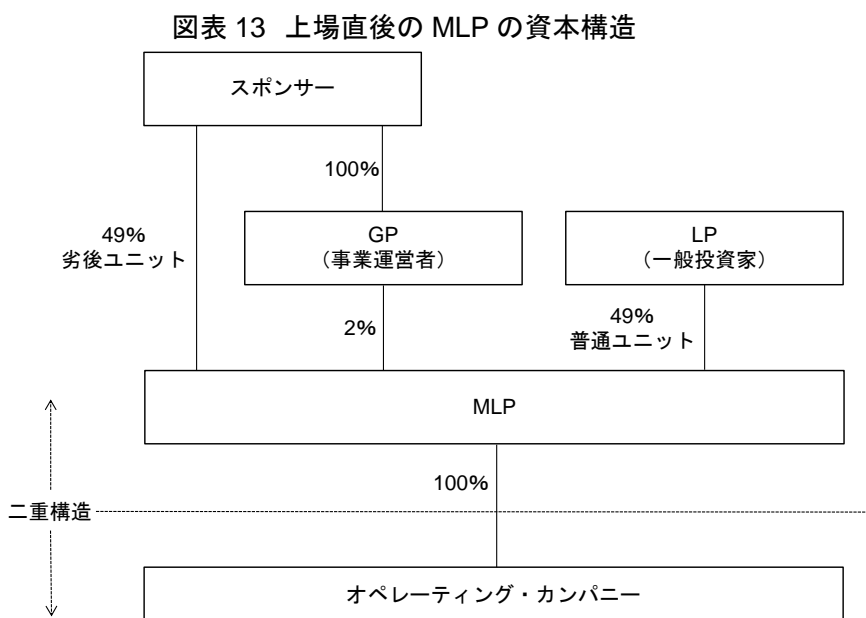 図表 13 上場直後の MLP の資本構造
スポンサー
100%
49%
劣後ユニット
GP
（事業運営者）
LP
（一般投資家）
2%
49%
普通ユニット
MLP
100%
二重構造
オペレーティング・カンパニー